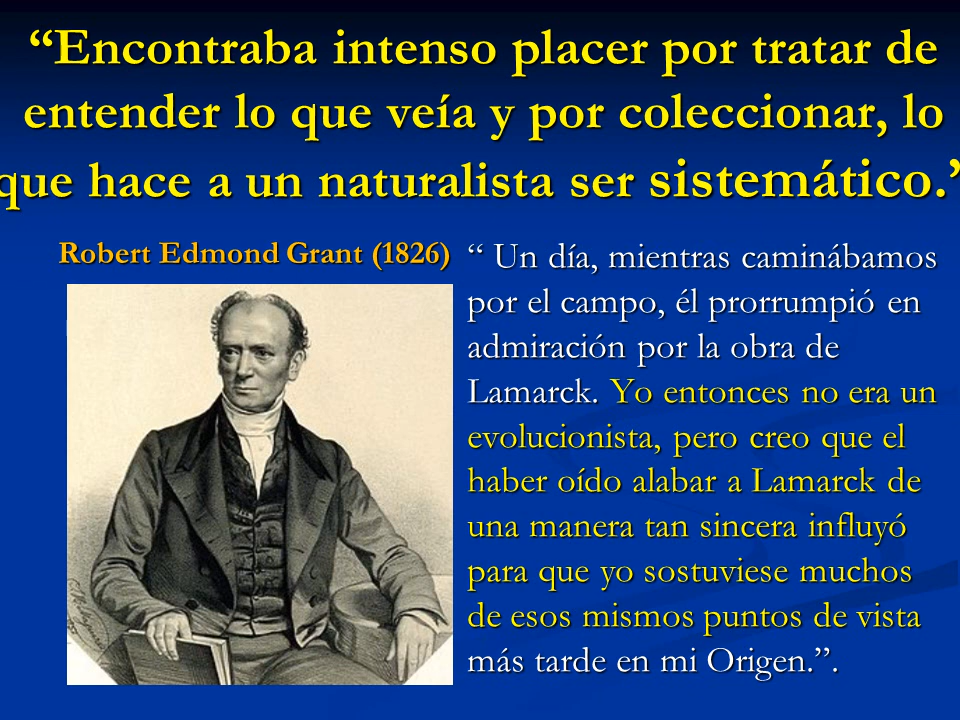 “Encontraba intenso placer por tratar de
entender lo que veía y por coleccionar, lo
que hace a un naturalista ser sistemático.”
Robert Edmond Grant (1826)
“ Un día, mientras caminábamos
por el campo, él prorrumpió en
admiración por la obra de
Lamarck. Yo entonces no era un
evolucionista, pero creo que el
haber oído alabar a Lamarck de
una manera tan sincera influyó
para que yo sostuviese muchos
de esos mismos puntos de vista
más tarde en mi Origen.”.